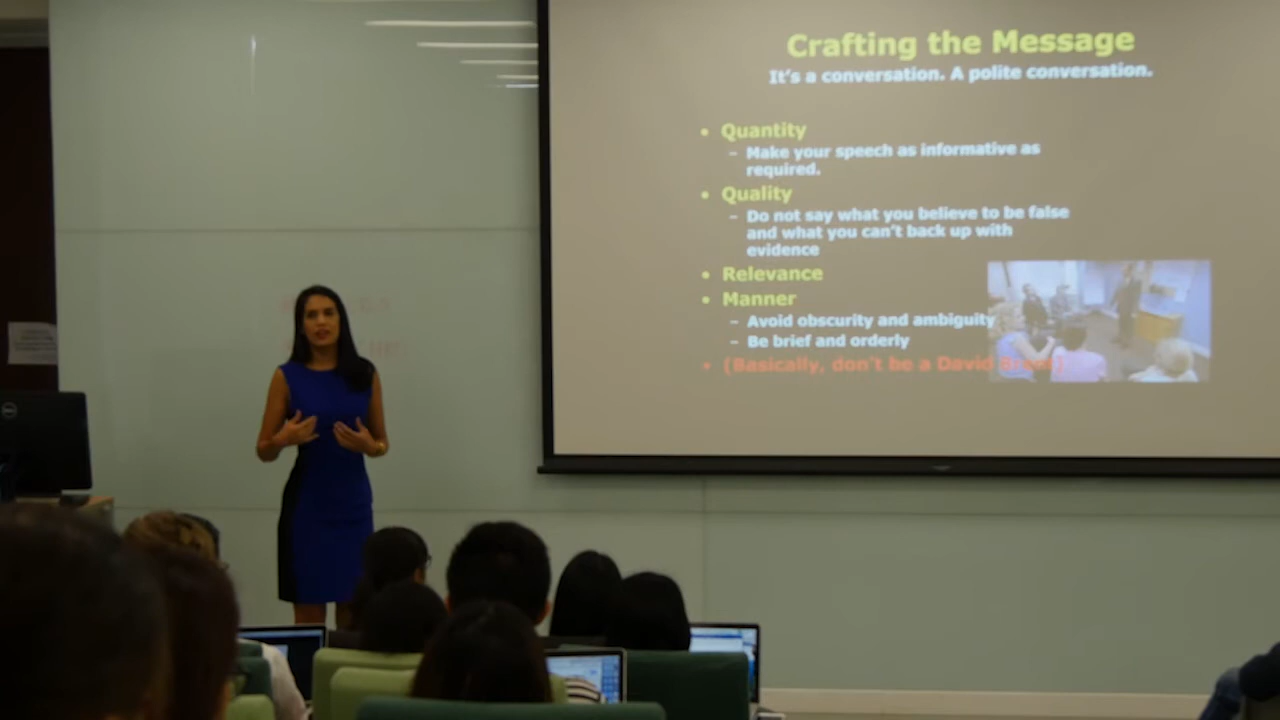 Crafting the Message
It's a conversation. A polite conversation.
• Quantity
– Make your speech as informative as
required.
• Quality
– Do not say what you believe to be false
and what you can't back up with
evidence
• Relevance
• Manner
– Avoid obscurity and ambiguity
– Be brief and orderly
• (Basically, don't be a David
DELL